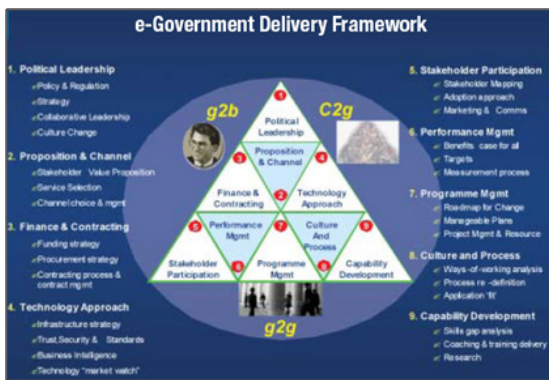 e-Government Delivery Framework
1. Political Leadership
Policy & Regulation
Strategy
Collaborative Leadership
Culture Change
2. Proposition & Channel
Stakeholder Value Proposition
Service Selection
Channel choice & mgmt
3. Finance & Contracting
Funding strategy
Procurement strategy
Contracting process &
contract mgmt
4. Technology Approach
Infrastructure strategy
Trust,Security & Standards
Business Intelligence
Technology "market watch"
g2b
C2g
1
Political
Leadership
3
Proposition
& Channel
4
Finance &
Contracting
2
Technology
Approach
5
Performance
Mgmt
7
Culture
And
Process
9
Stakeholder
Participation
6
Programme
Mgmt
8
Capability
Development
g2g
5. Stakeholder Participation
Stakeholder Mapping
Adoption approach
Marketing & Comms
6. Performance Mgmt
Benefits case for all
Targets
Measurement process
7. Programme Mgmt
Roadmap for Change
Manageable Plans
Project Mgmt & Resource
8. Culture and Process
Ways-of-working analysis
Process re -definition
Application 'fit'
9. Capability Development
Skills gap analysis
Coaching & training delivery
Research